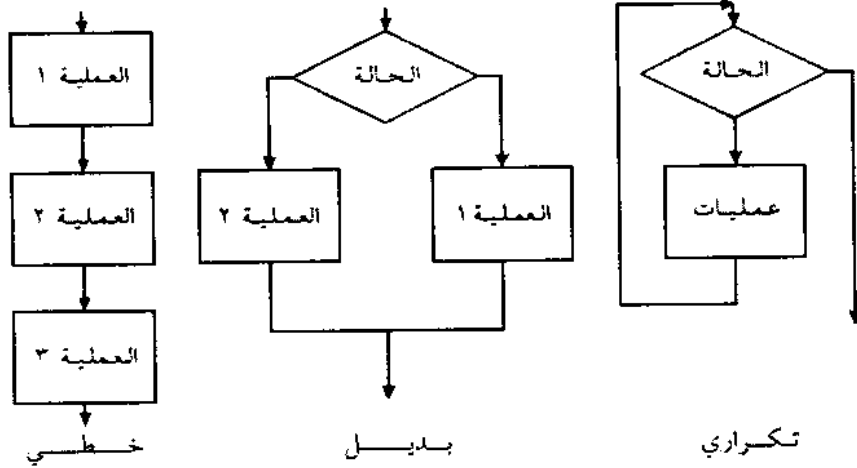 العملية ١
العملية ٢
العملية ٣
خطي
الحالة
العملية ٢
العملية ١
بديل
الحالة
عمليات
تكراري